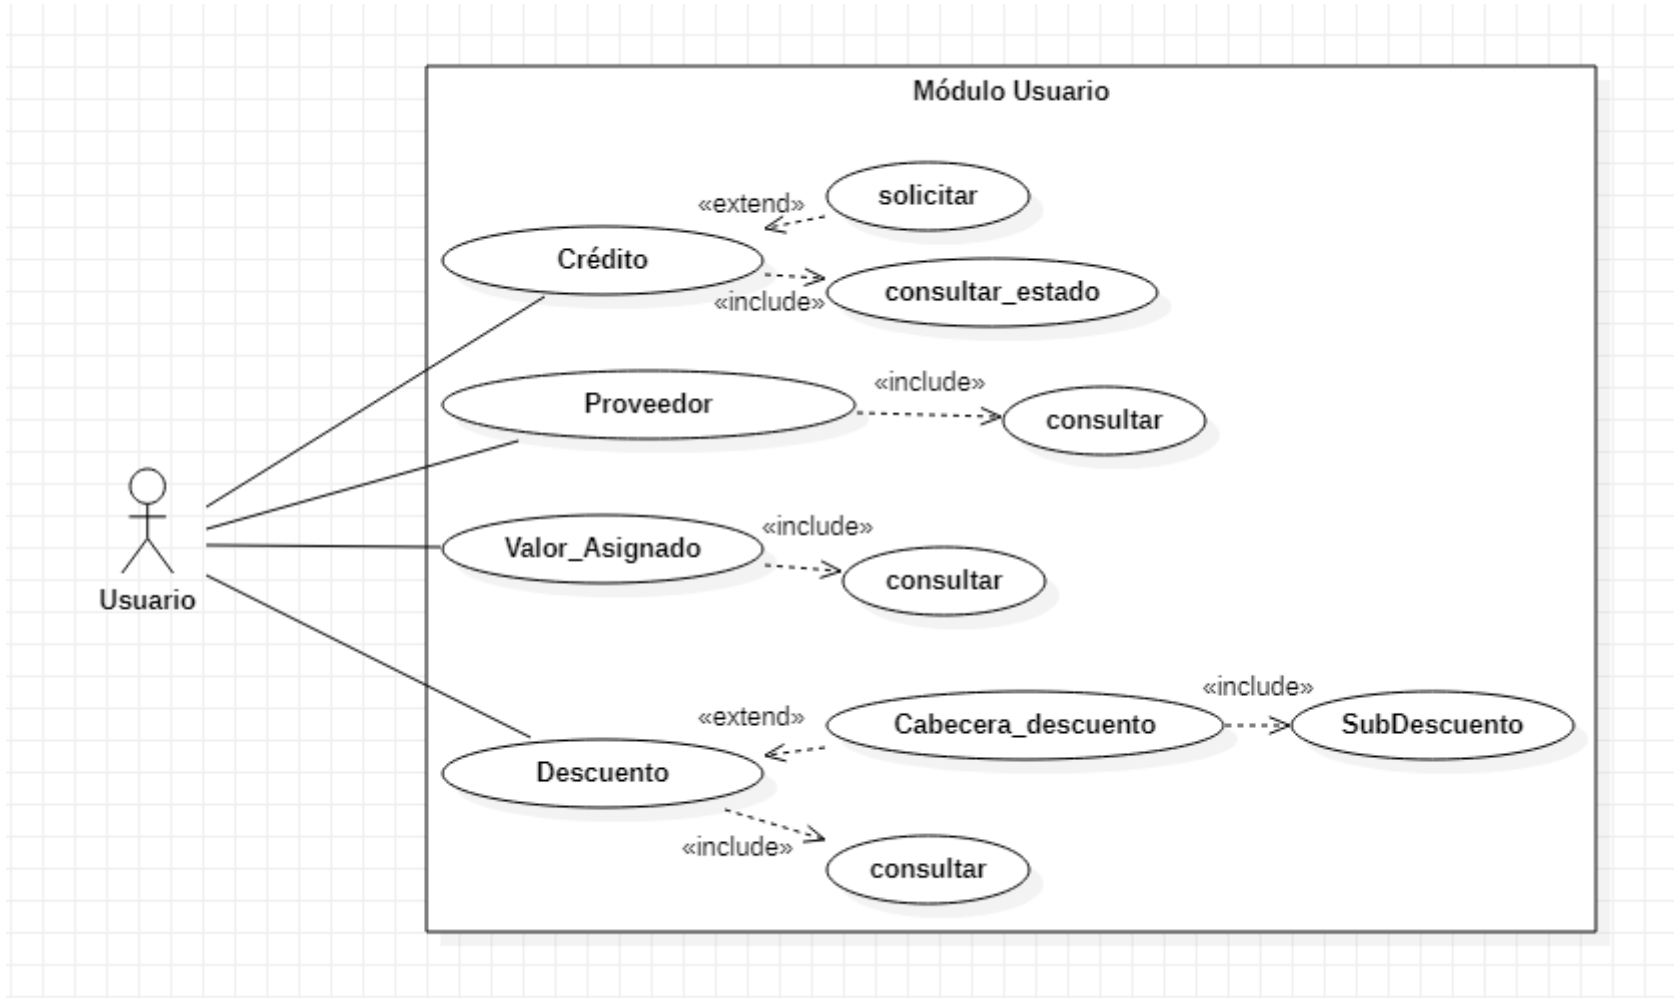 Módulo Usuario
solicitar
«extend»
Crédito
consultar_estado
«include»
«include»
Proveedor
consultar
«include»
Valor_Asignado
consultar
Usuario
«include»
«extend»
Cabecera_descuento
SubDescuento
Descuento
«include»
consultar